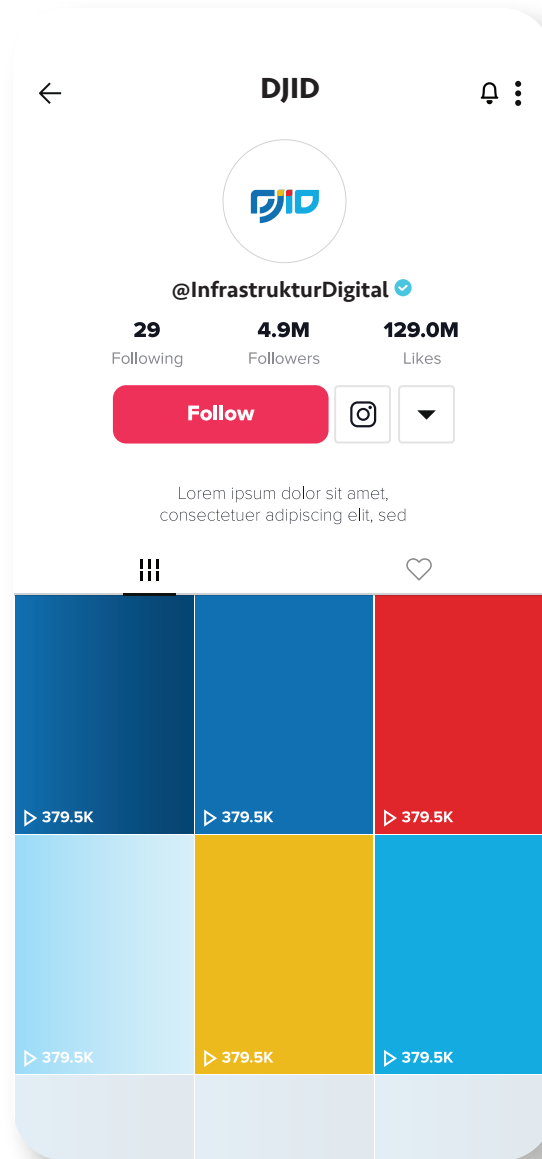 DJID
DJID
@InfrastrukturDigital
29 4.9M 129.0M
Following Followers Likes
Follow
Lorem ipsum dolor sit amet,
consectetuer adipiscing elit, sed
379.5K 379.5K 379.5K
379.5K 379.5K 379.5K